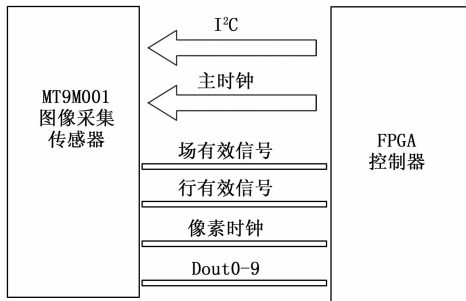 I²C
主时钟
MT9M001
图像采集
传感器
场有效信号
行有效信号
像素时钟
Dout0-9
FPGA
控制器